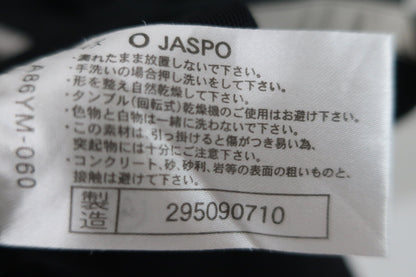 O JASPO
・濡れたまま放置しないで下さい。
・手洗いの場合押し洗いをして下さい。
・形を整え自然乾燥して下さい。
・タンブル(回転式)乾燥機のご使用はお避け下さい。
・色物と白物は一緒に洗わないで下さい。
・この素材は、引っ掛けると傷がつき易い為、
突起物には十分にご注意下さい。
・コンクリート、砂、砂利、岩等の表面の粗いものと、
接触は避けて下さい。
製造 295090710
A86YM-060